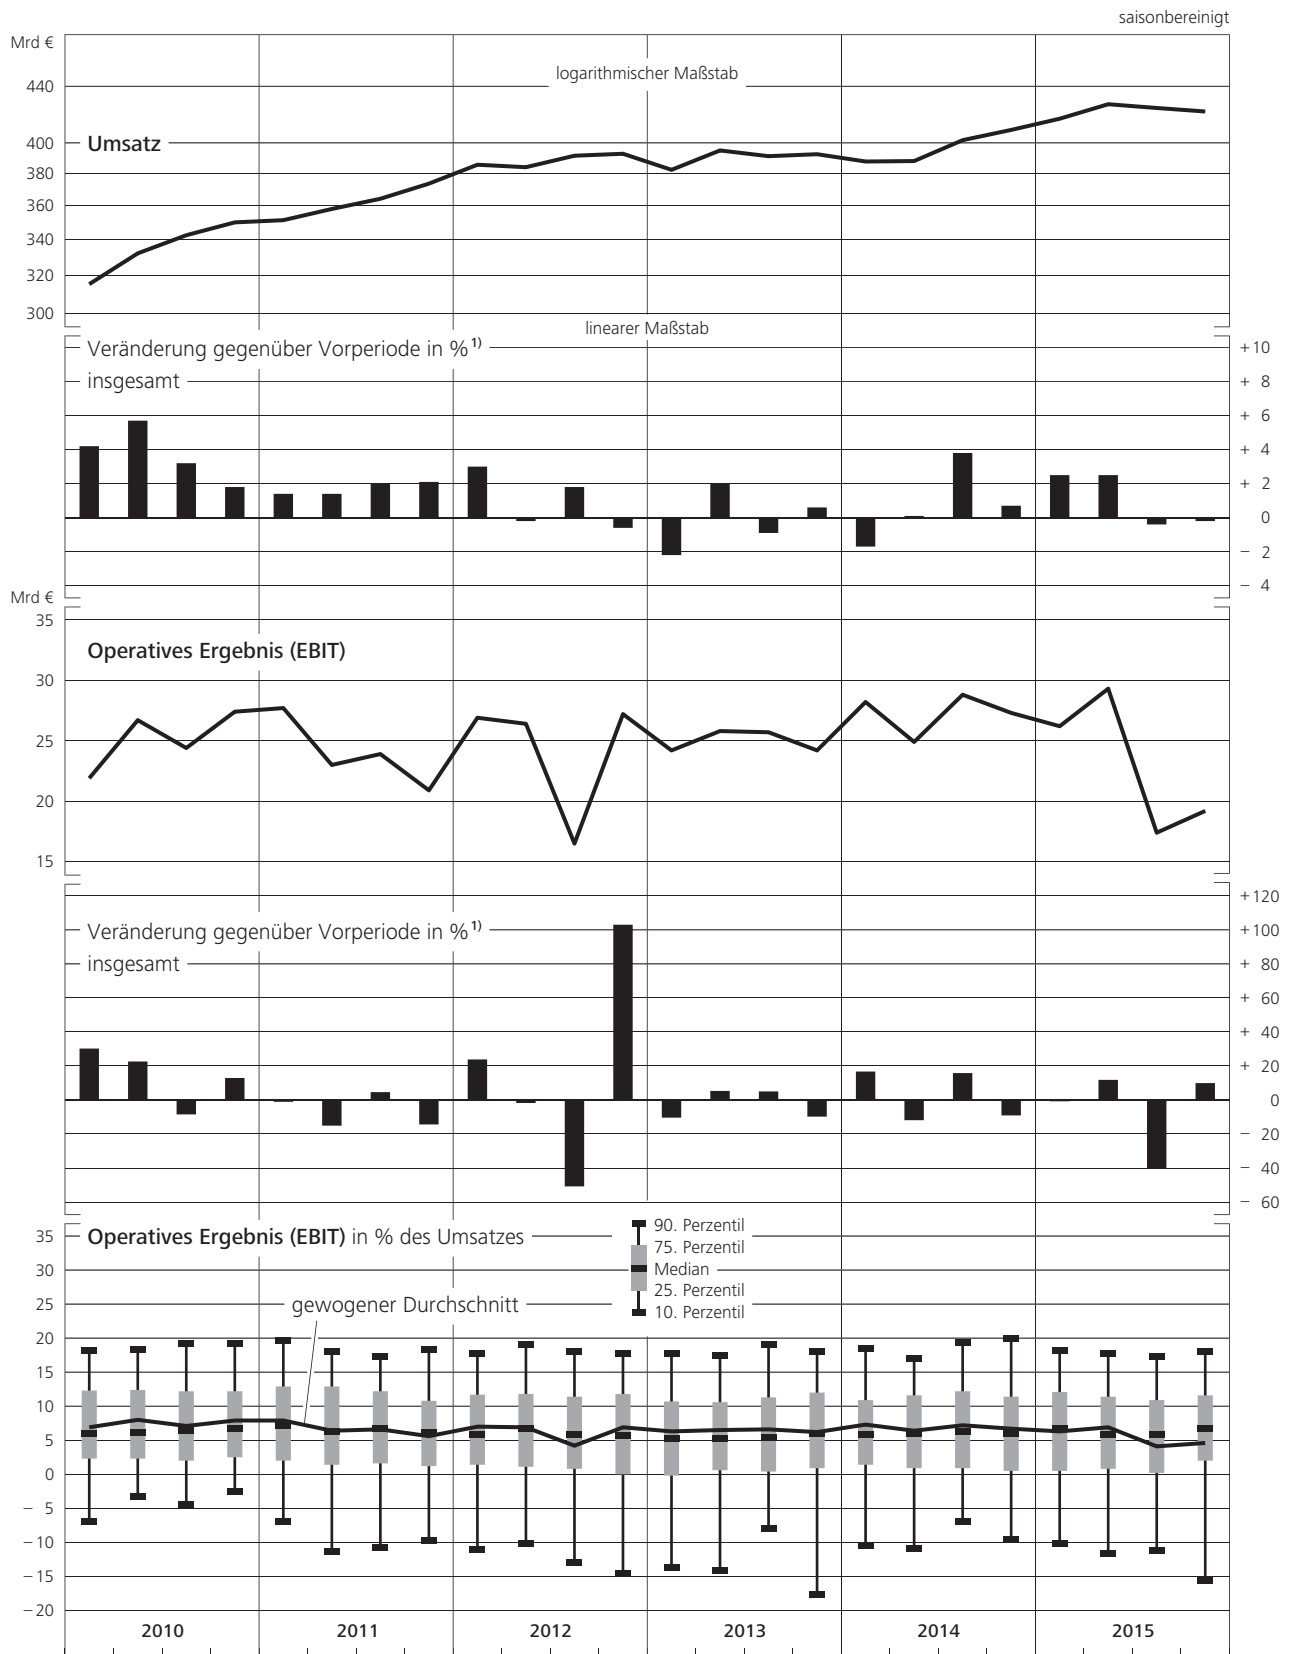 saisonbereinigt
Mrd €
logarithmischer Maßstab
440
Umsatz
400
380
360
340
320
300
linearer Maßstab
Veränderung gegenüber Vorperiode in %¹⁾
+10
insgesamt
+ 8
+ 6
+ 4
+ 2
0
− 2
− 4
Mrd €
35
Operatives Ergebnis (EBIT)
30
25
20
15
+120
Veränderung gegenüber Vorperiode in %¹⁾
+100
insgesamt
+ 80
+ 60
+ 40
+ 20
0
− 20
− 40
− 60
90. Perzentil
35
Operatives Ergebnis (EBIT) in % des Umsatzes
75. Perzentil
30
Median
25. Perzentil
25
gewogener Durchschnitt
10. Perzentil
20
15
10
5
0
− 5
−10
−15
−20
2010 2011 2012 2013 2014 2015